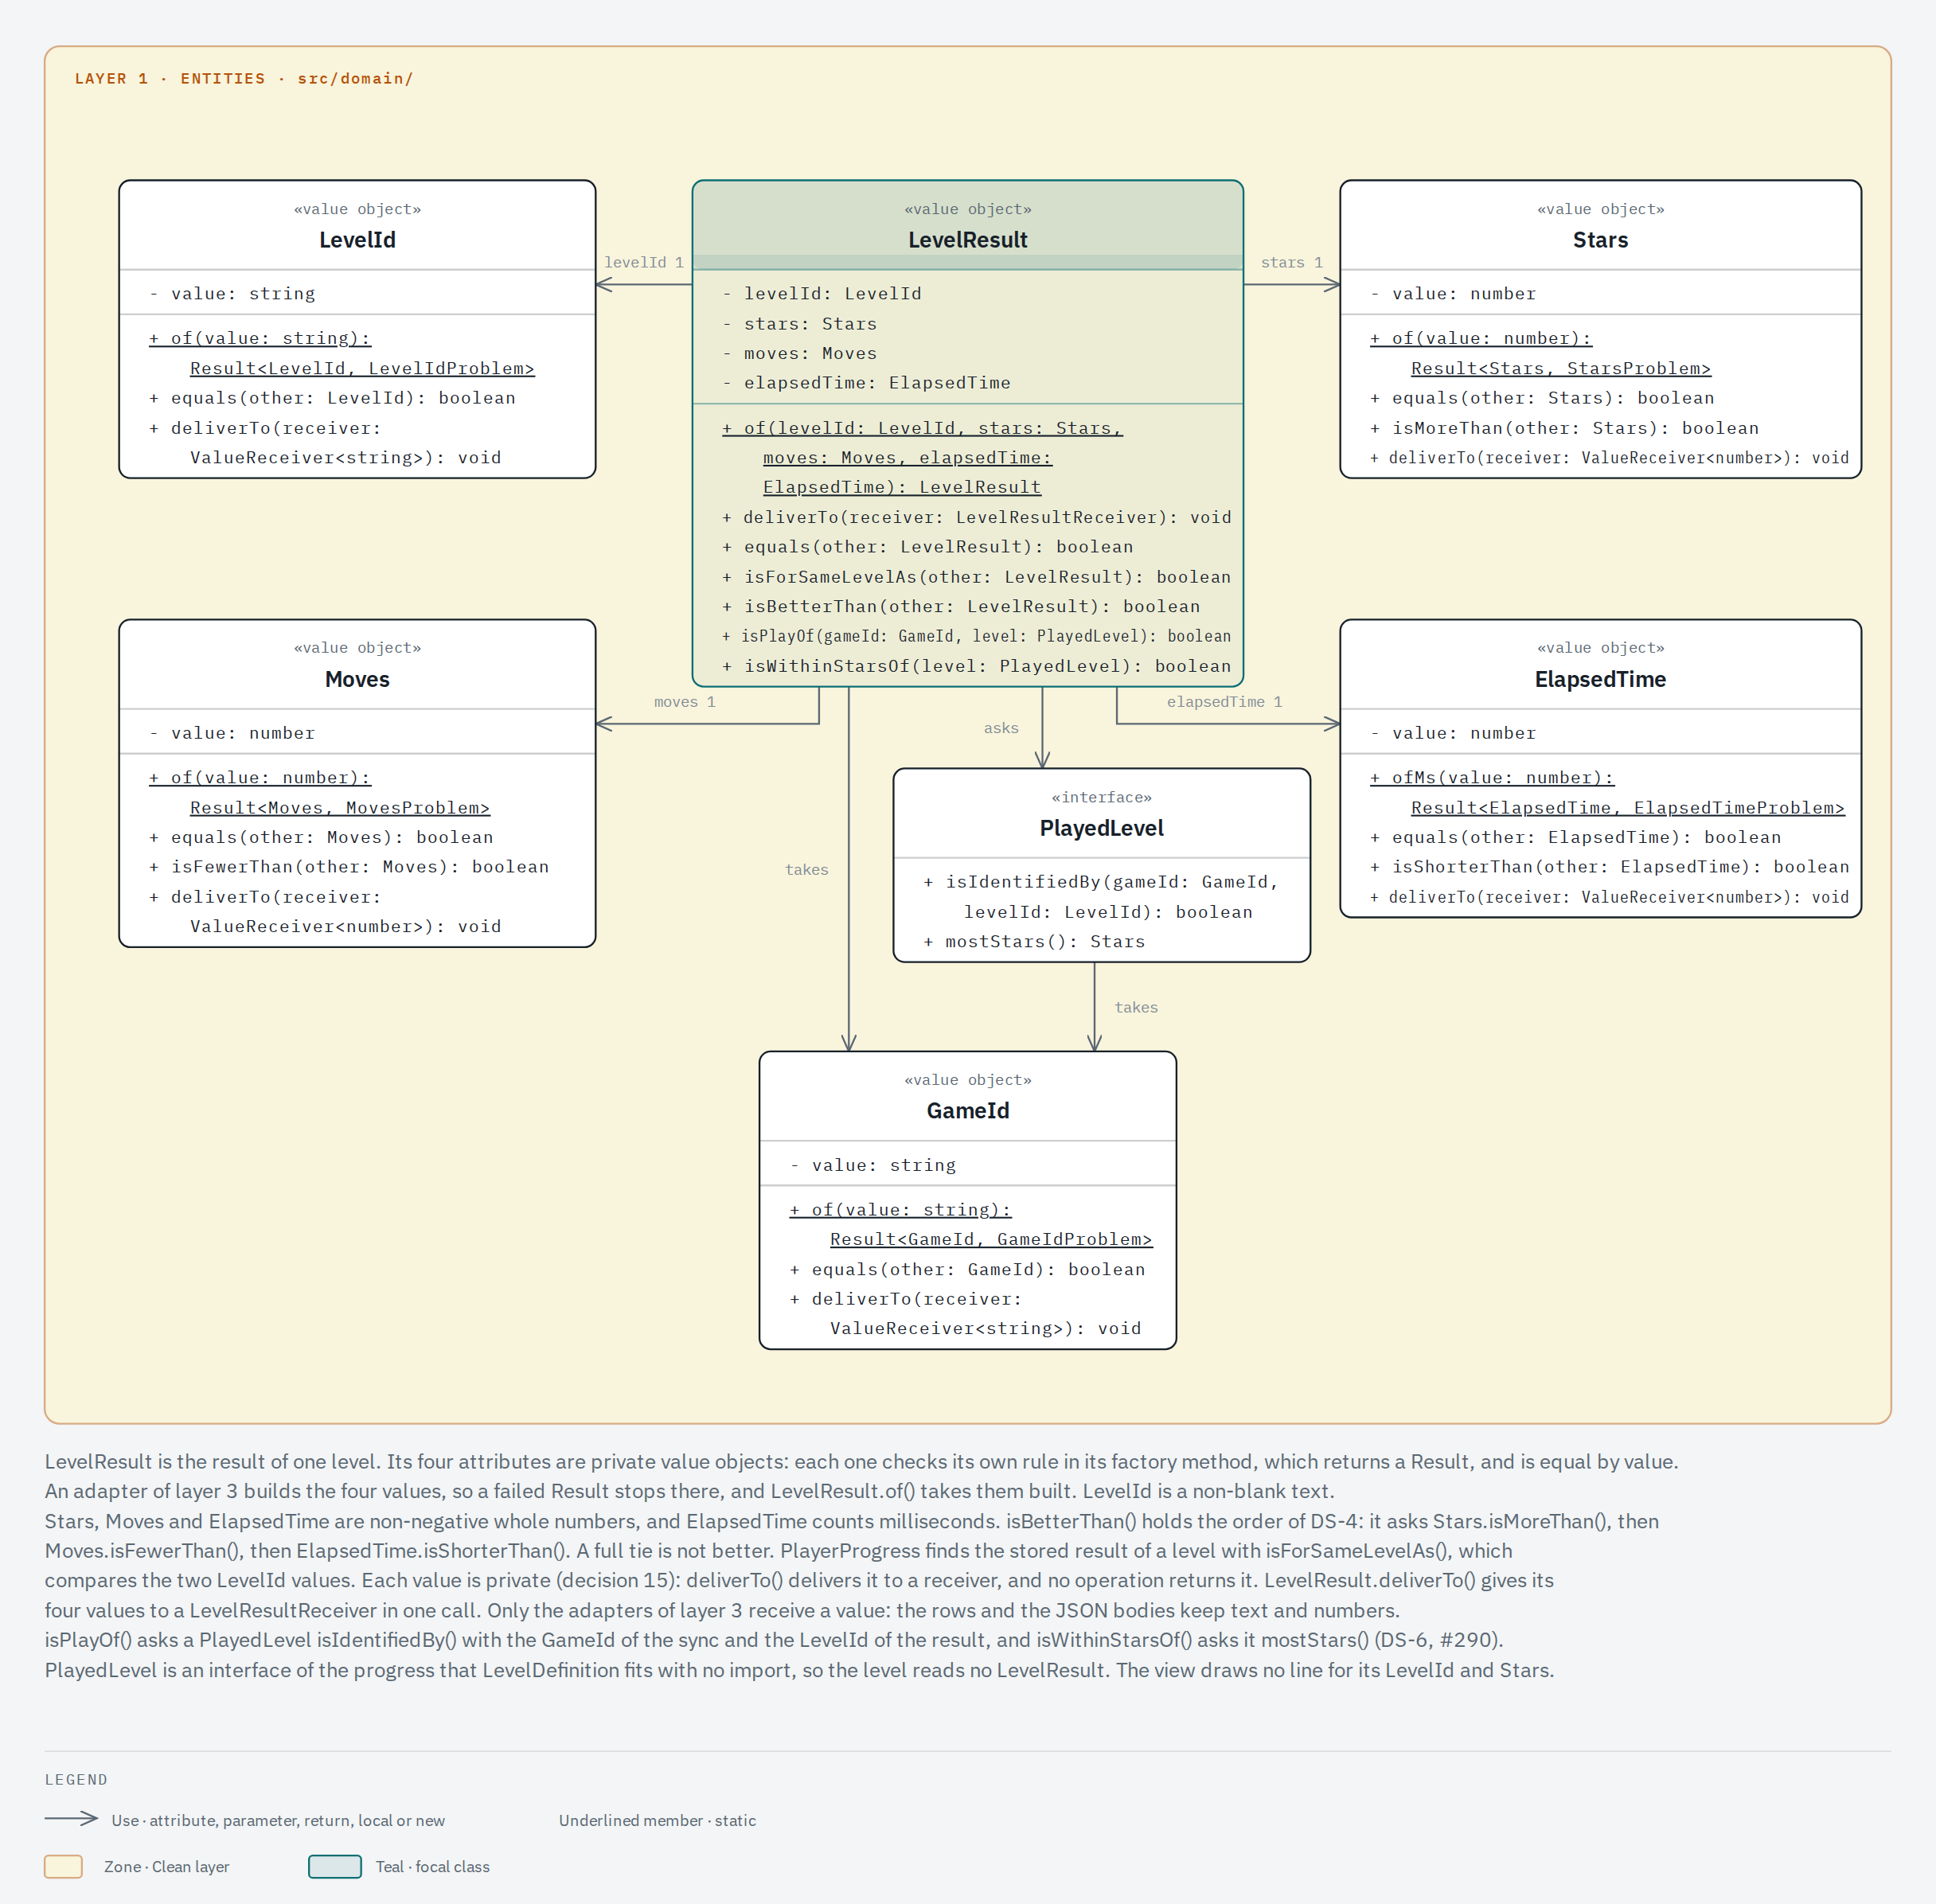 LAYER 1 · ENTITIES · src/domain/
«value object»
LevelId
- value: string
+ of(value: string):
Result<LevelId, LevelIdProblem>
+ equals(other: LevelId): boolean
+ deliverTo(receiver:
ValueReceiver<string>): void
levelId 1
«value object»
LevelResult
- levelId: LevelId
- stars: Stars
- moves: Moves
- elapsedTime: ElapsedTime
+ of(levelId: LevelId, stars: Stars,
moves: Moves, elapsedTime:
ElapsedTime): LevelResult
+ deliverTo(receiver: LevelResultReceiver): void
+ equals(other: LevelResult): boolean
+ isForSameLevelAs(other: LevelResult): boolean
+ isBetterThan(other: LevelResult): boolean
+ isPlayOf(gameId: GameId, level: PlayedLevel): boolean
+ isWithinStarsOf(level: PlayedLevel): boolean
stars 1
«value object»
Stars
- value: number
+ of(value: number):
Result<Stars, StarsProblem>
+ equals(other: Stars): boolean
+ isMoreThan(other: Stars): boolean
+ deliverTo(receiver: ValueReceiver<number>): void
«value object»
Moves
- value: number
+ of(value: number):
Result<Moves, MovesProblem>
+ equals(other: Moves): boolean
+ isFewerThan(other: Moves): boolean
+ deliverTo(receiver:
ValueReceiver<number>): void
moves 1
takes
asks
elapsedTime 1
«interface»
PlayedLevel
+ isIdentifiedBy(gameId: GameId,
levelId: LevelId): boolean
+ mostStars(): Stars
takes
«value object»
ElapsedTime
- value: number
+ ofMs(value: number):
Result<ElapsedTime, ElapsedTimeProblem>
+ equals(other: ElapsedTime): boolean
+ isShorterThan(other: ElapsedTime): boolean
+ deliverTo(receiver: ValueReceiver<number>): void
«value object»
GameId
- value: string
+ of(value: string):
Result<GameId, GameIdProblem>
+ equals(other: GameId): boolean
+ deliverTo(receiver:
ValueReceiver<string>): void
LevelResult is the result of one level. Its four attributes are private value objects: each one checks its own rule in its factory method, which returns a Result, and is equal by value.
An adapter of layer 3 builds the four values, so a failed Result stops there, and LevelResult.of() takes them built. LevelId is a non-blank text.
Stars, Moves and ElapsedTime are non-negative whole numbers, and ElapsedTime counts milliseconds. isBetterThan() holds the order of DS-4: it asks Stars.isMoreThan(), then
Moves.isFewerThan(), then ElapsedTime.isShorterThan(). A full tie is not better. PlayerProgress finds the stored result of a level with isForSameLevelAs(), which
compares the two LevelId values. Each value is private (decision 15): deliverTo() delivers it to a receiver, and no operation returns it. LevelResult.deliverTo() gives its
four values to a LevelResultReceiver in one call. Only the adapters of layer 3 receive a value: the rows and the JSON bodies keep text and numbers.
isPlayOf() asks a PlayedLevel isIdentifiedBy() with the GameId of the sync and the LevelId of the result, and isWithinStarsOf() asks it mostStars() (DS-6, #290).
PlayedLevel is an interface of the progress that LevelDefinition fits with no import, so the level reads no LevelResult. The view draws no line for its LevelId and Stars.
LEGEND
Use · attribute, parameter, return, local or new
Underlined member · static
Zone · Clean layer
Teal · focal class